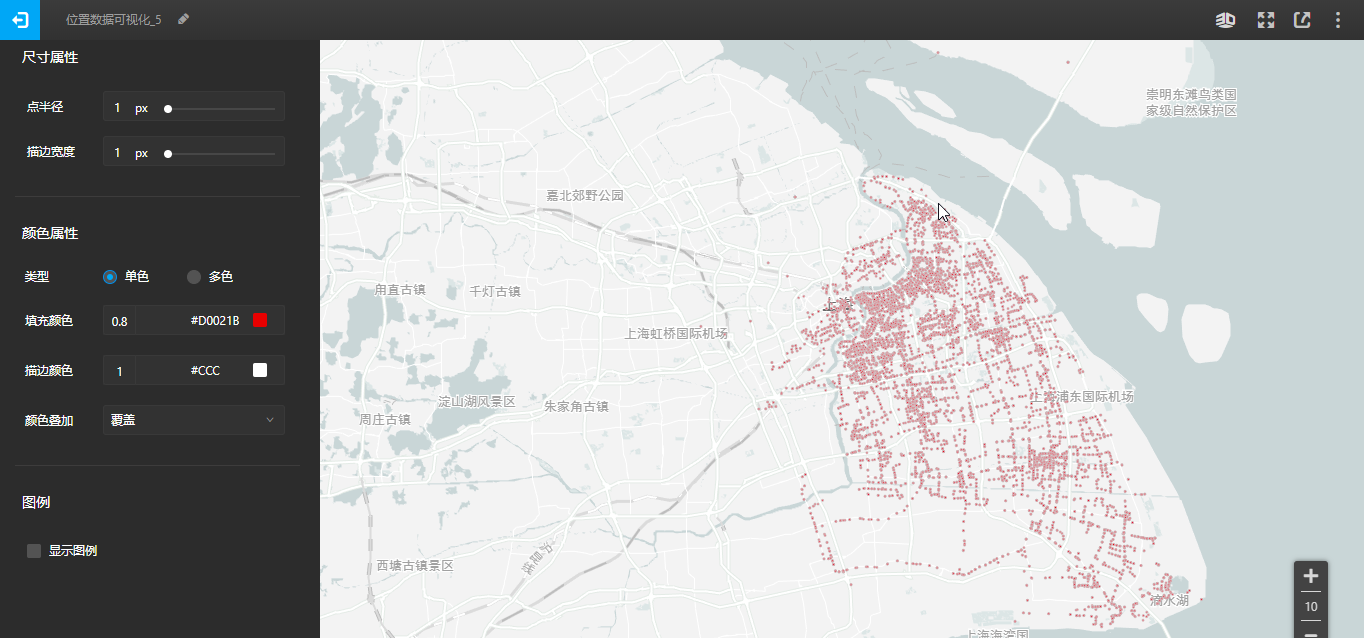 位置数据可视化_5
3D
尺寸属性
点半径 1 px
描边宽度 1 px
颜色属性
类型 单色 多色
填充颜色 0.8 #D0021B
描边颜色 1 #CCC
颜色叠加 覆盖
图例
显示图例
崇明东滩鸟类国
家级自然保护区
嘉北郊野公园
甪直古镇
千灯古镇
上海
上海虹桥国际机场
上海浦东国际机场
淀山湖风景区
朱家角古镇
周庄古镇
沪昆线
西塘古镇景区
滴水湖
上海海湾国
10